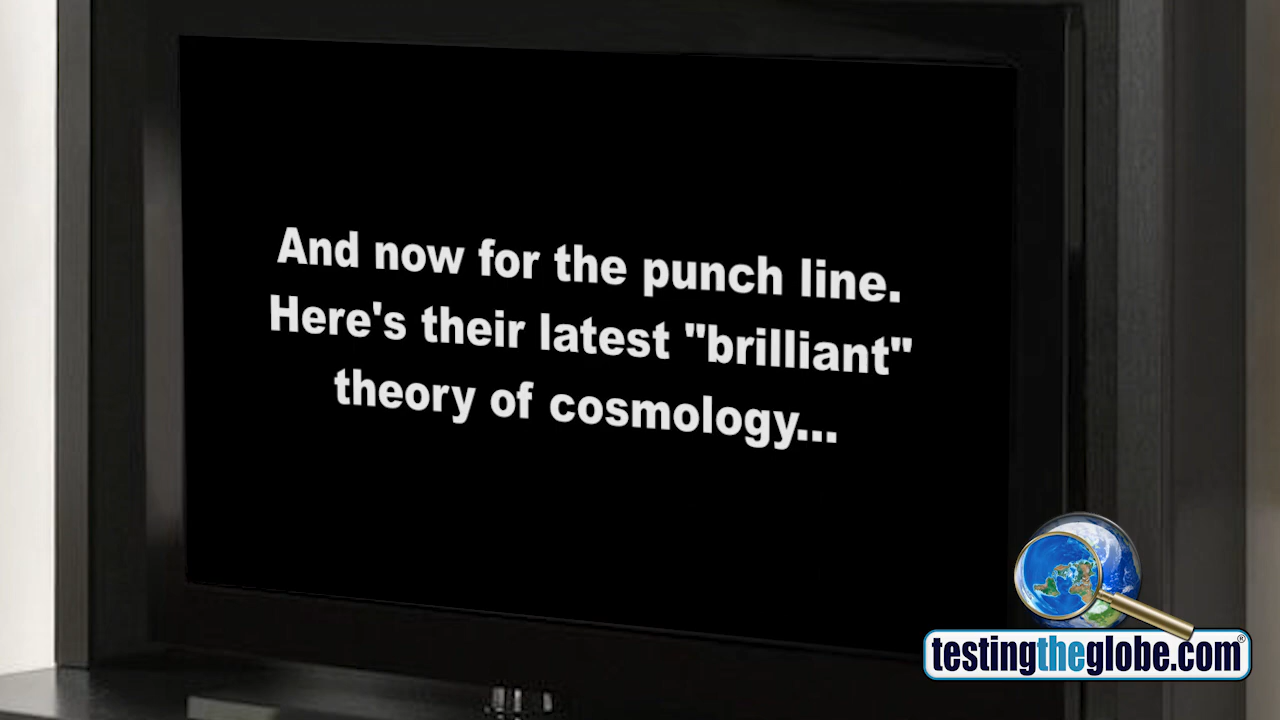 And now for the punch line.
Here's their latest "brilliant"
theory of cosmology...
testingtheglobe.com®